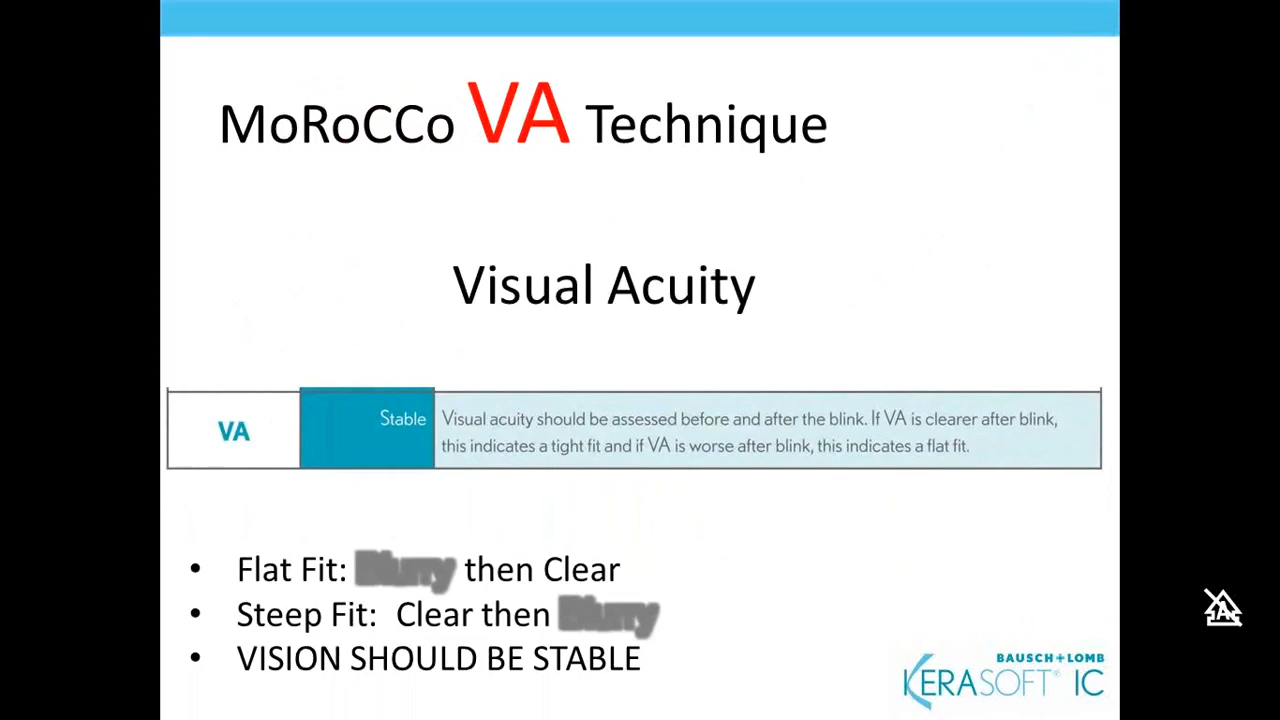 MoRoCCo VA Technique
Visual Acuity
VA
Stable
Visual acuity should be assessed before and after the blink. If VA is clearer after blink,
this indicates a tight fit and if VA is worse after blink, this indicates a flat fit.
• Flat Fit: Blurry then Clear
• Steep Fit: Clear then Blurry
• VISION SHOULD BE STABLE
BAUSCH+LOMB
KERASOFT® IC
A